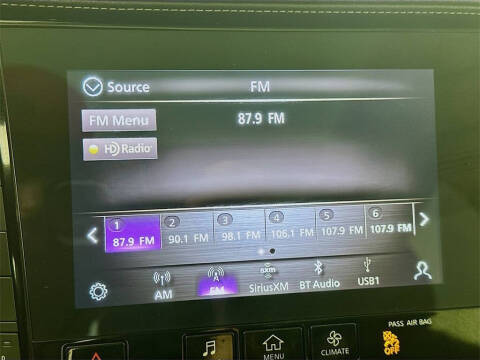 Source FM
FM Menu 87.9 FM
HD Radio
1 2 3 4 5 6
87.9 FM 90.1 FM 98.1 FM 106.1 FM 107.9 FM 107.9 FM
AM FM SiriusXM BT Audio USB1
PASS AIR BAG
MENU CLIMATE OFF